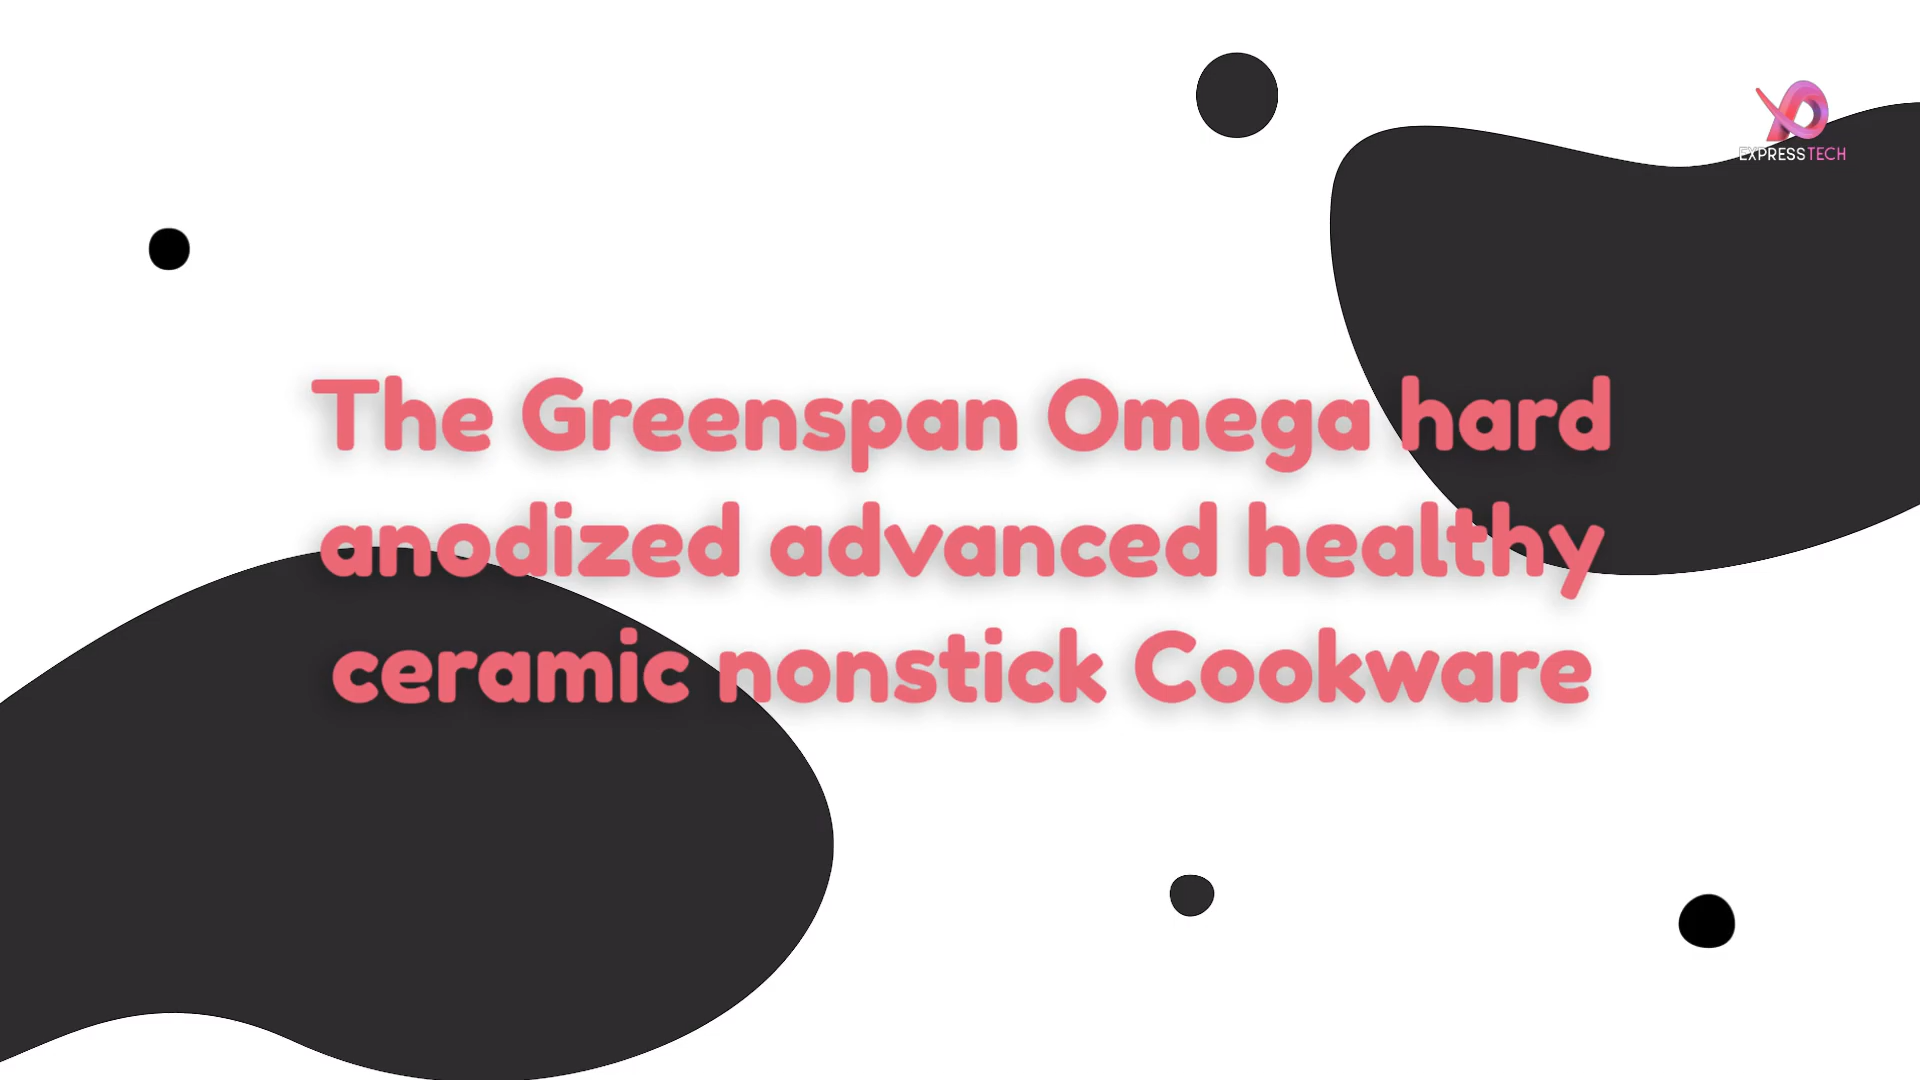 EXPRESSTECH
The Greenspan Omega hard
anodized advanced healthy
ceramic nonstick Cookware